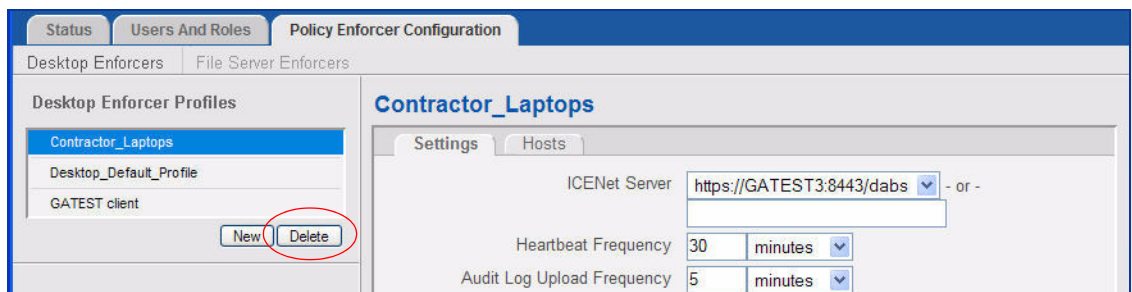 Status Users And Roles Policy Enforcer Configuration
Desktop Enforcers File Server Enforcers
Desktop Enforcer Profiles
Contractor_Laptops
Desktop_Default_Profile
GATEST client
New Delete
Contractor_Laptops
Settings Hosts
ICENet Server https://GATEST3:8443/dabs - or -
Heartbeat Frequency 30 minutes
Audit Log Upload Frequency 5 minutes